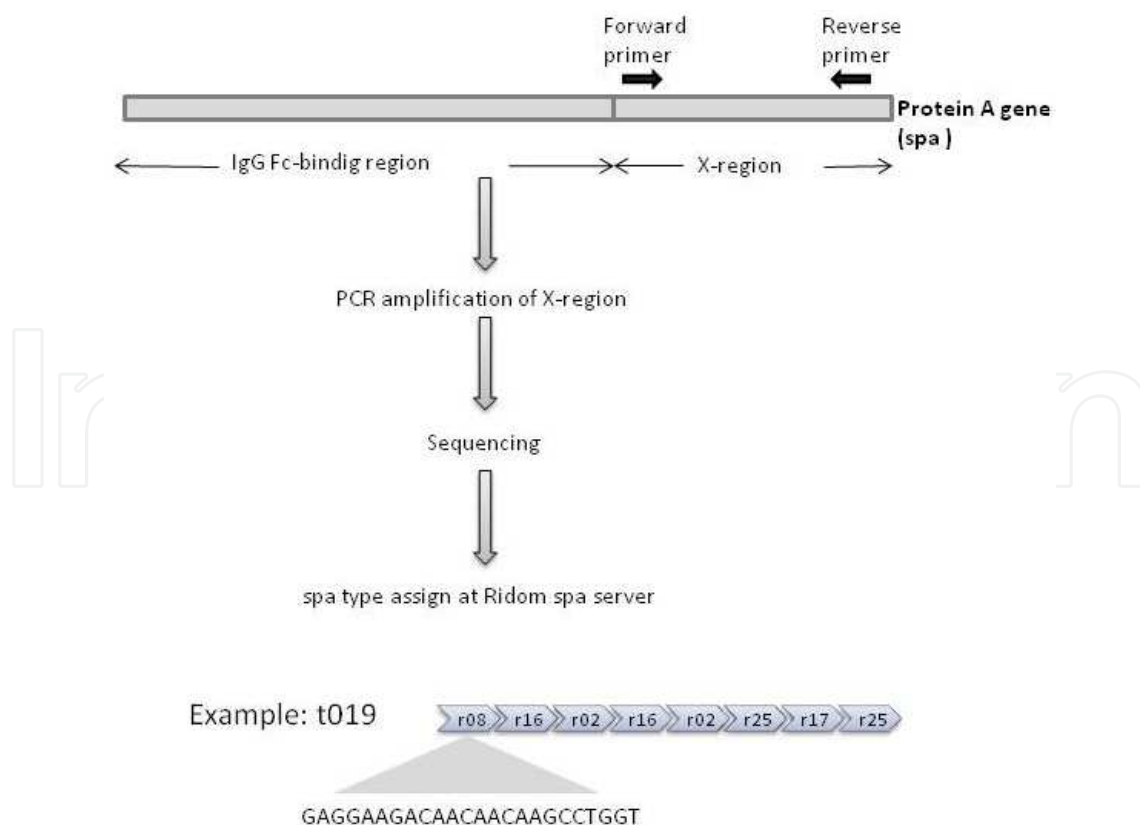 Forward primer
Reverse primer
Protein A gene
(spa )
IgG Fc-bindig region
X-region
PCR amplification of X-region
Sequencing
spa type assign at Ridom spa server
Example: t019
r08 r16 r02 r16 r02 r25 r17 r25
GAGGAAGACAACAACAAGCCTGGT